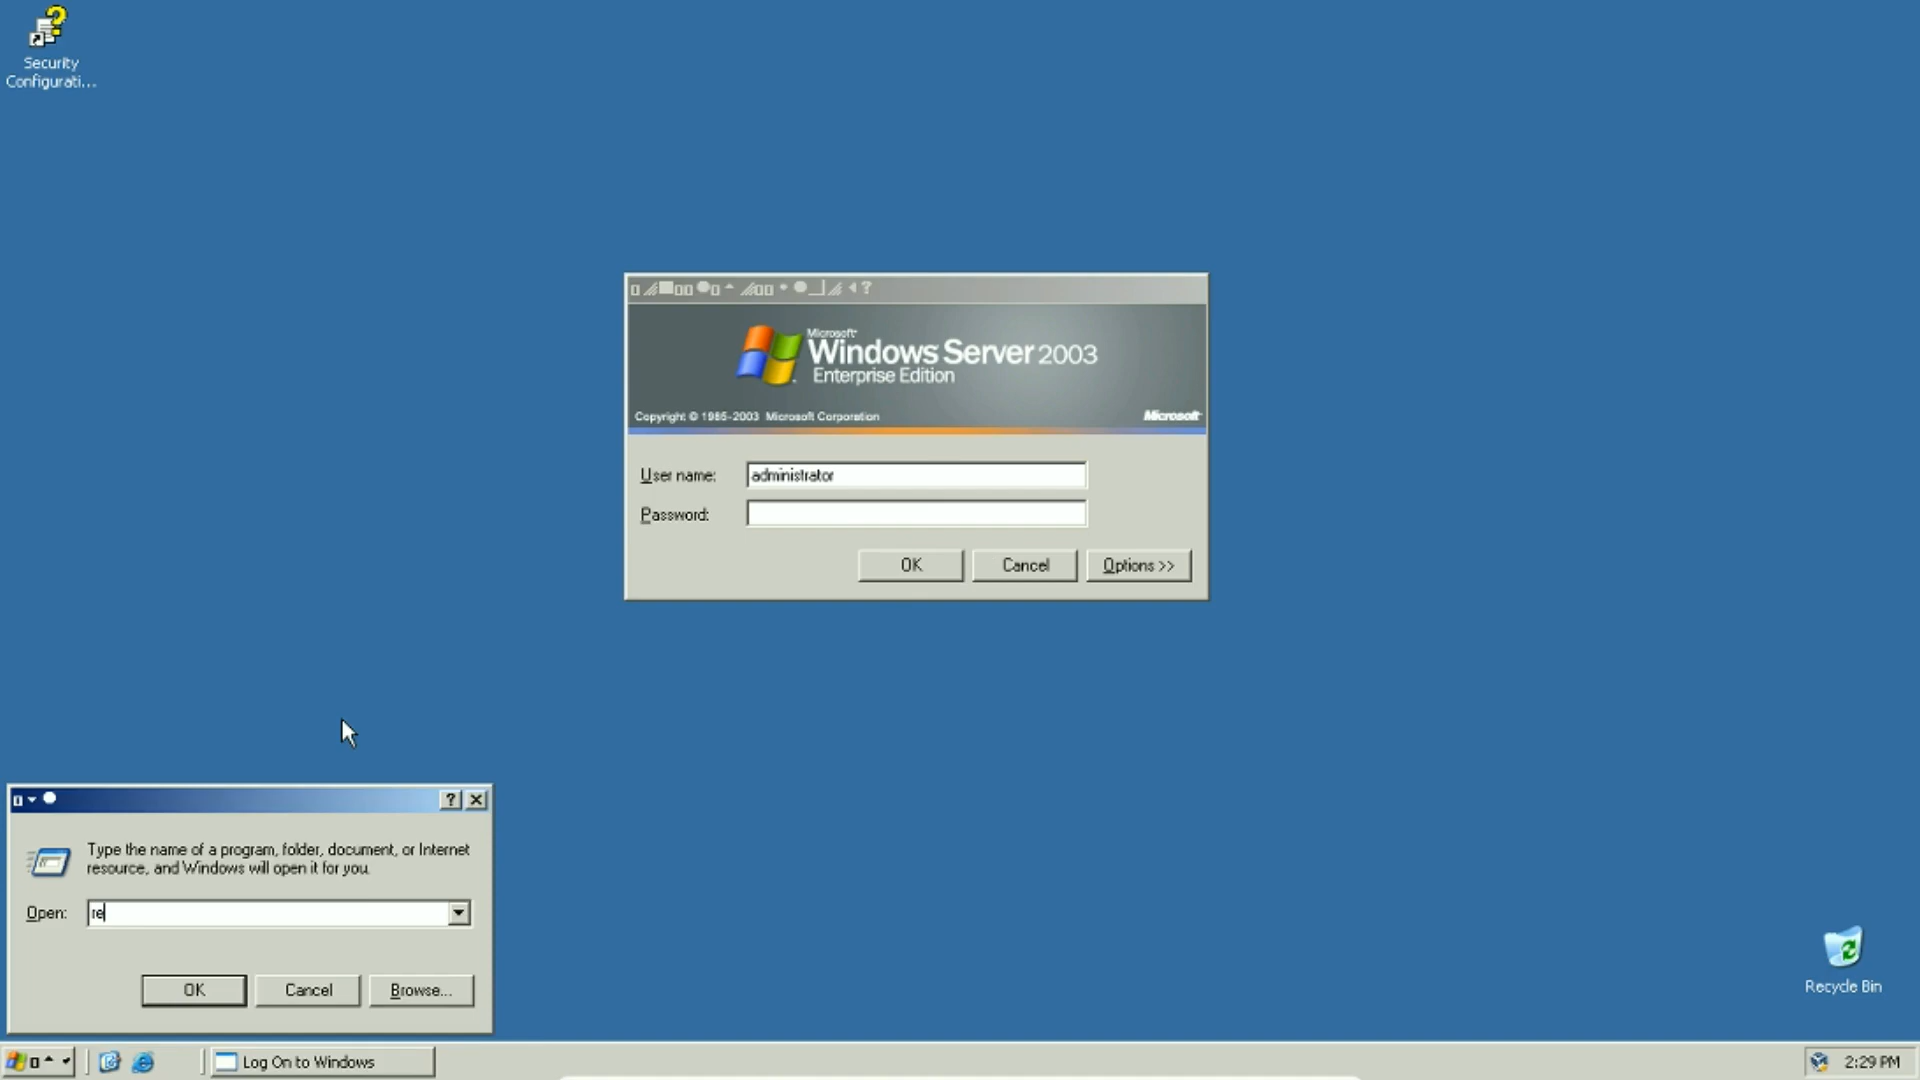 Security
Configurati...
Microsoft
Windows Server 2003
Enterprise Edition
Copyright © 1985-2003 Microsoft Corporation
Microsoft
User name:
administrator
Password:
OK
Cancel
Options >>
Type the name of a program, folder, document, or Internet
resource, and Windows will open it for you.
Open:
re
OK
Cancel
Browse...
Recycle Bin
Log On to Windows
2:29 PM